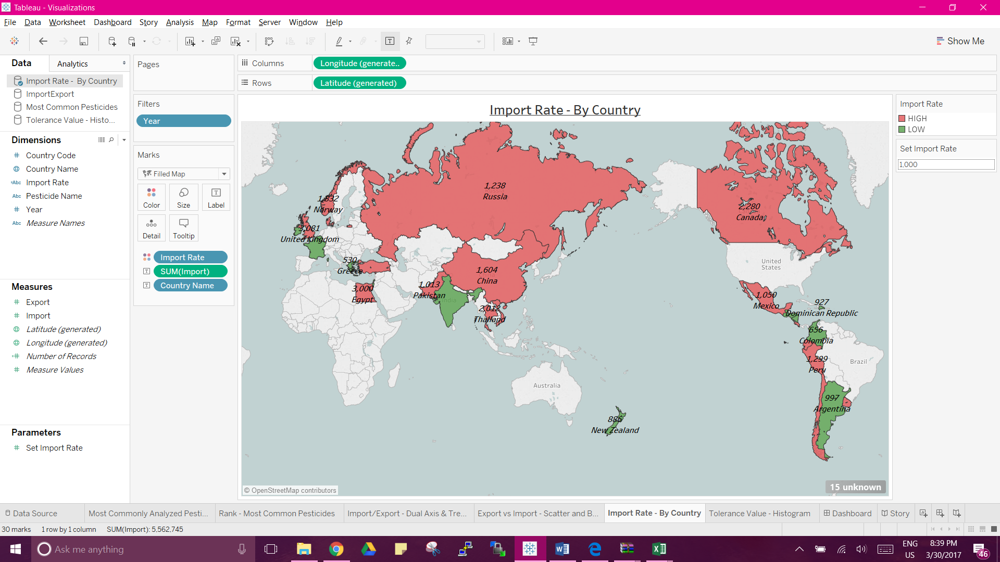 Tableau - Visualizations
File Data Worksheet Dashboard Story Analysis Map Format Server Window Help
Show Me
Data
Analytics
Import Rate - By Country
ImportExport
Most Common Pesticides
Tolerance Value - Histo...
Dimensions
Country Code
Country Name
Abc Import Rate
Abc Pesticide Name
Year
Abc Measure Names
Measures
Export
Import
Latitude (generated)
Longitude (generated)
Number of Records
Measure Values
Parameters
Set Import Rate
Pages
Filters
Year
Marks
Filled Map
Color Size Label
Detail Tooltip
Import Rate
SUM(Import)
Country Name
Columns
Longitude (generate..
Rows
Latitude (generated)
Import Rate - By Country
1,238
Russia
1,832
Norway
2,280
Canada
3,081
United Kingdom
530
Greece
United
States
1,604
China
3,000
Egypt
1,013
Pakistan
India
2,012
Thailand
1,050
Mexico
927
Dominican Republic
656
Colombia
1,299
Peru
Brazil
Australia
997
Argentina
886
New Zealand
© OpenStreetMap contributors
15 unknown
Import Rate
HIGH
LOW
Set Import Rate
1,000
Data Source
Most Commonly Analyzed Pesti...
Rank - Most Common Pesticides
Import/Export - Dual Axis & Tre...
Export vs Import - Scatter and B...
Import Rate - By Country
Tolerance Value - Histogram
Dashboard
Story
30 marks 1 row by 1 column SUM(Import): 5,562,745
Ask me anything
ENG
US
8:39 PM
3/30/2017
46